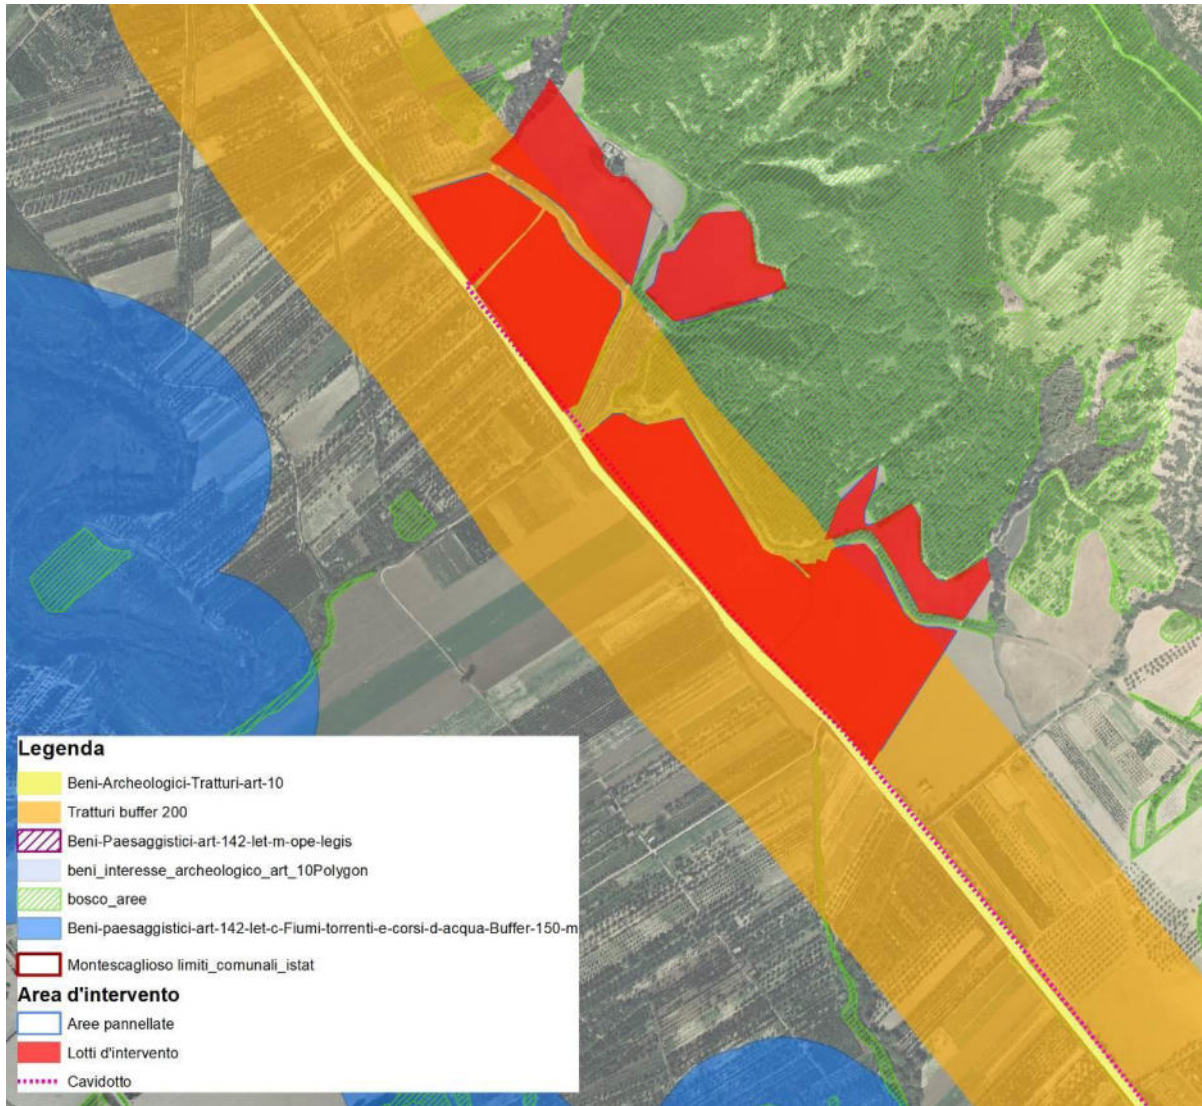 Legenda
Beni-Archeologici-Tratturi-art-10
Tratturi buffer 200
Beni-Paesaggistici-art-142-let-m-ope-legis
beni_interesse_archeologico_art_10Polygon
bosco_aree
Beni-paesaggistici-art-142-let-c-Fiumi-torrenti-e-corsi-d-acqua-Buffer-150-m
Montescaglioso limiti_comunali_istat
Area d'intervento
Aree pannellate
Lotti d'intervento
Cavidotto